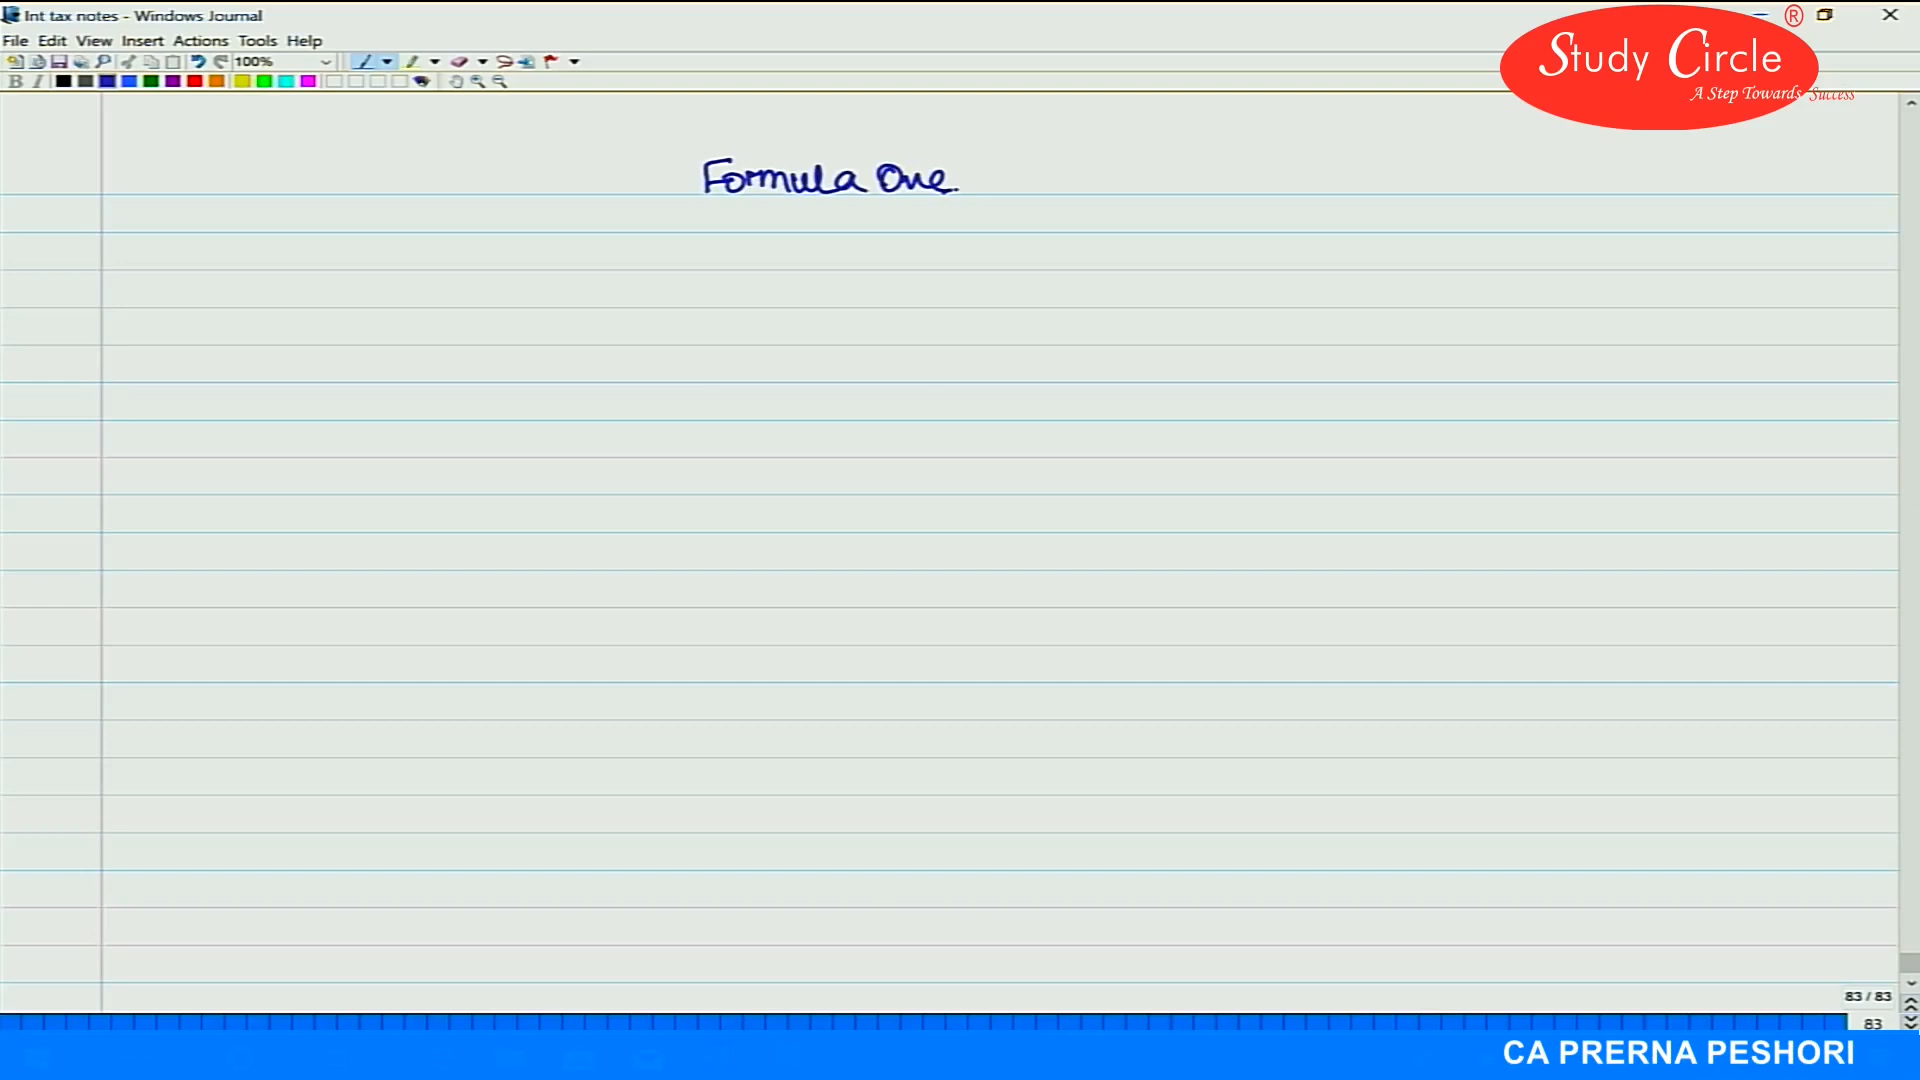 Int tax notes - Windows Journal
File Edit View Insert Actions Tools Help
100%
B I
Study Circle ®
A Step Towards Success
Formula One.
83 / 83
83
CA PRERNA PESHORI